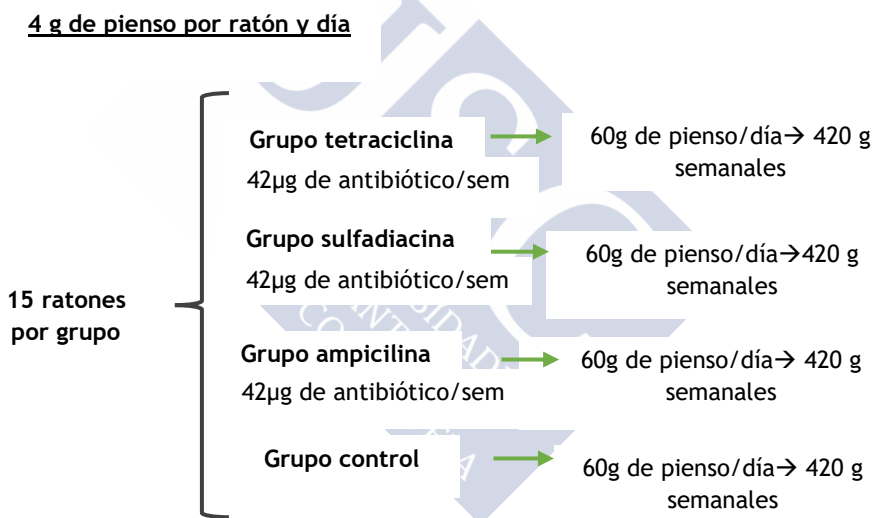 4 g de pienso por ratón y día
Grupo tetraciclina
42µg de antibiótico/sem
60g de pienso/día→ 420 g
semanales
Grupo sulfadiacina
42µg de antibiótico/sem
60g de pienso/día→420 g
semanales
15 ratones
por grupo
Grupo ampicilina
42µg de antibiótico/sem
60g de pienso/día→ 420 g
semanales
Grupo control
60g de pienso/día→ 420 g
semanales